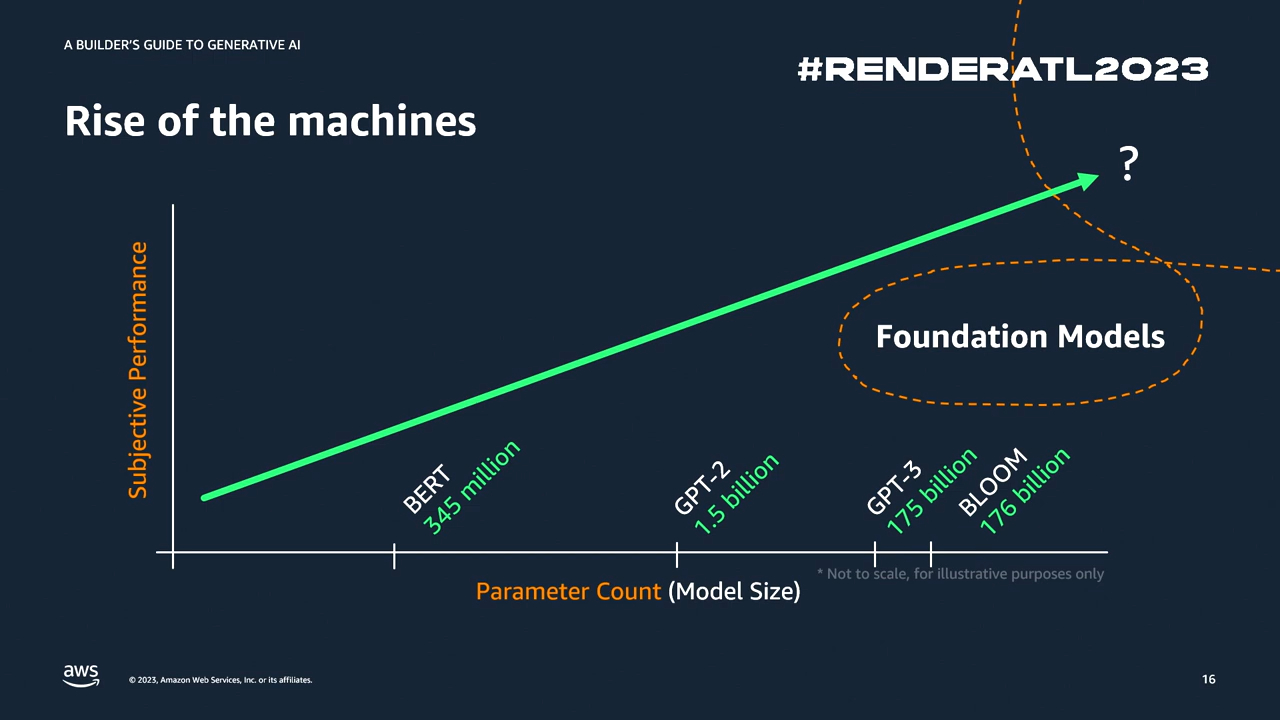 A BUILDER'S GUIDE TO GENERATIVE AI
#RENDERATL2023
Rise of the machines
?
Subjective Performance
Foundation Models
BERT
345 million
GPT-2
1.5 billion
GPT-3
175 billion
BLOOM
176 billion
* Not to scale, for illustrative purposes only
Parameter Count (Model Size)
aws
© 2023, Amazon Web Services, Inc. or its affiliates.
16